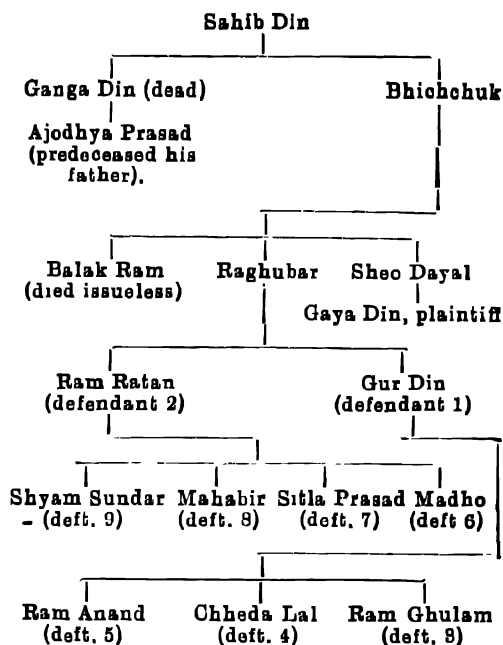 Sahib Din
Ganga Din (dead) Bhichchuk
Ajodhya Prasad
(predeceased his
father).
Balak Ram Raghubar Sheo Dayal
(died issueless)
Gaya Din, plaintiff
Ram Ratan Gur Din
(defendant 2) (defendant 1)
Shyam Sundar Mahabir Sitla Prasad Madho
- (deft. 9) (deft. 8) (deft. 7) (deft 6)
Ram Anand Chheda Lal Ram Ghulam
(deft. 5) (deft. 4) (deft. 3)